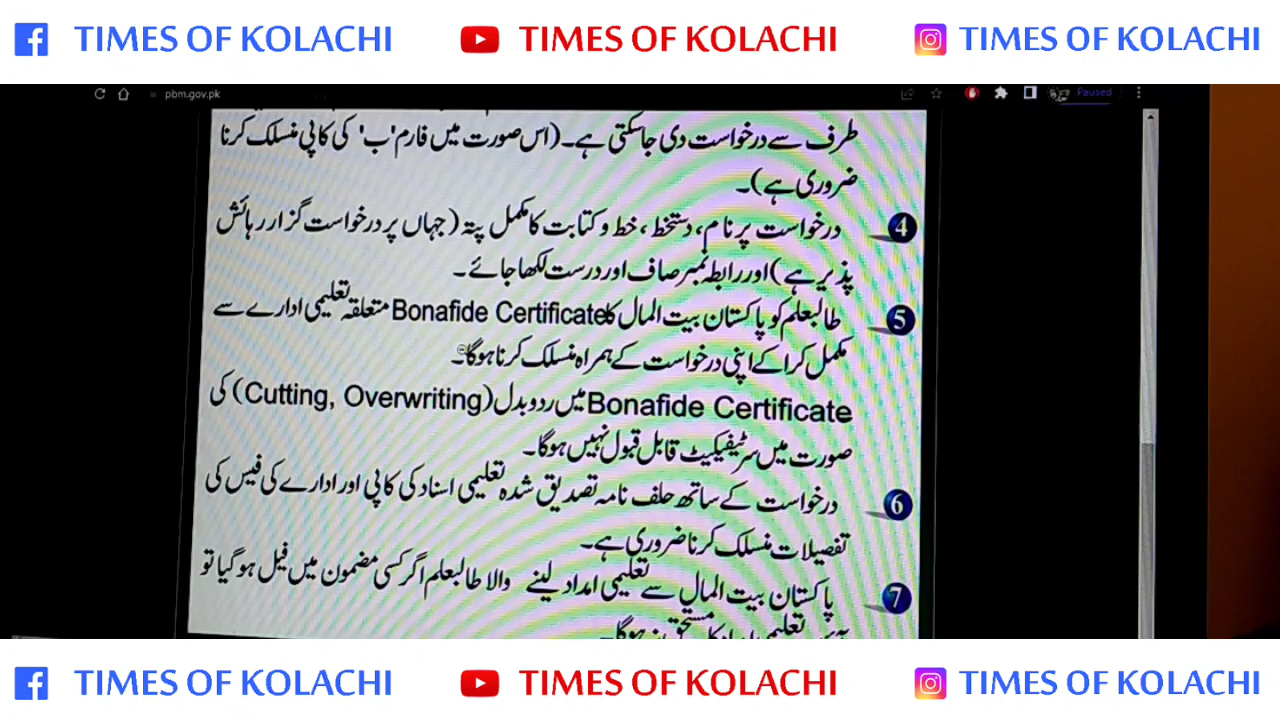 TIMES OF KOLACHI TIMES OF KOLACHI TIMES OF KOLACHI
pbm.gov.pk Paused
طرف سے درخواست دی جاسکتی ہے۔ (اس صورت میں فارم 'ب' کی کاپی منسلک کرنا
ضروری ہے)۔
4 درخواست پر نام، دستخط، خط و کتابت کا مکمل پتہ (جہاں پر درخواست گزار رہائش
پذیر ہے) اور رابطہ نمبر صاف اور درست لکھا جائے۔
5 طالبعلم کو پاکستان بیت المال کا Bonafide Certificate متعلقہ تعلیمی ادارے سے
مکمل کرا کے اپنی درخواست کے ہمراہ منسلک کرنا ہوگا۔
Bonafide Certificate میں ردوبدل (Cutting, Overwriting) کی
صورت میں سرٹیفیکیٹ قابل قبول نہیں ہوگا۔
6 درخواست کے ساتھ حلف نامہ تصدیق شدہ تعلیمی اسناد کی کاپی اور ادارے کی فیس کی
تفصیلات منسلک کرنا ضروری ہے۔
7 پاکستان بیت المال سے تعلیمی امداد لینے والا طالبعلم اگر کسی مضمون میں فیل ہو گیا تو
TIMES OF KOLACHI TIMES OF KOLACHI TIMES OF KOLACHI